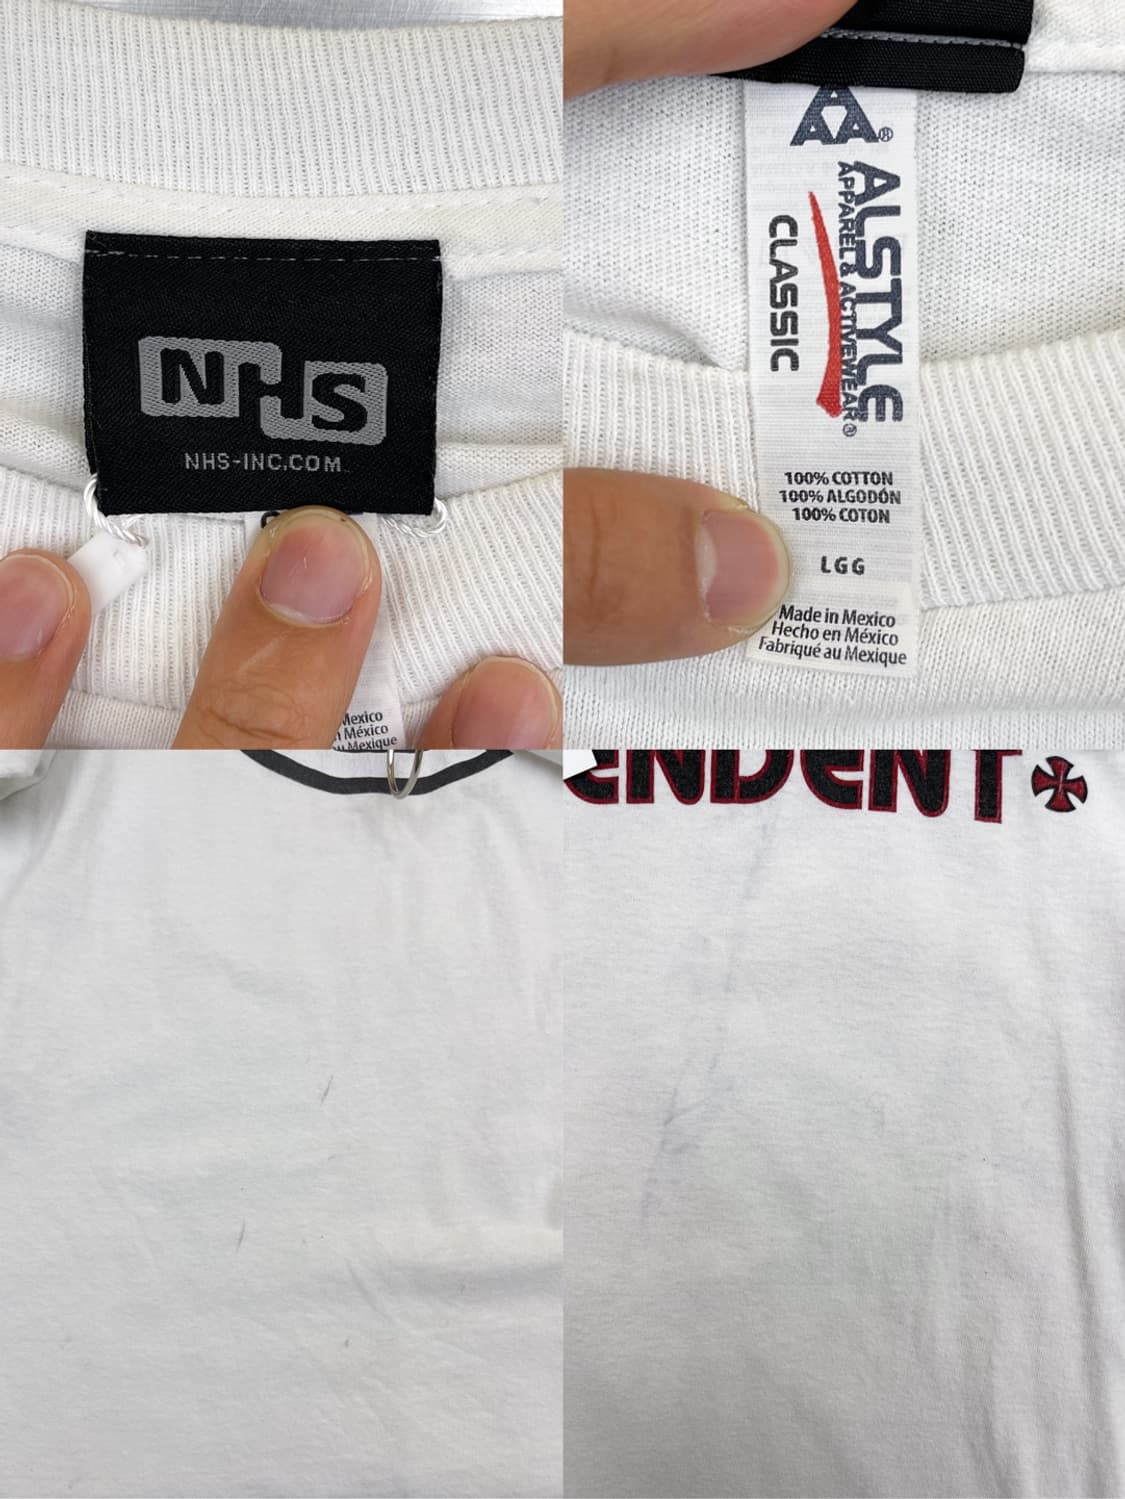 NHS
NHS-INC.COM
Mexico
México
Mexique
AAA®
ALSTYLE
APPAREL & ACTIVEWEAR®
CLASSIC
100% COTTON
100% ALGODÓN
100% COTON
L G G
Made in Mexico
Hecho en México
Fabriqué au Mexique
ENDENT